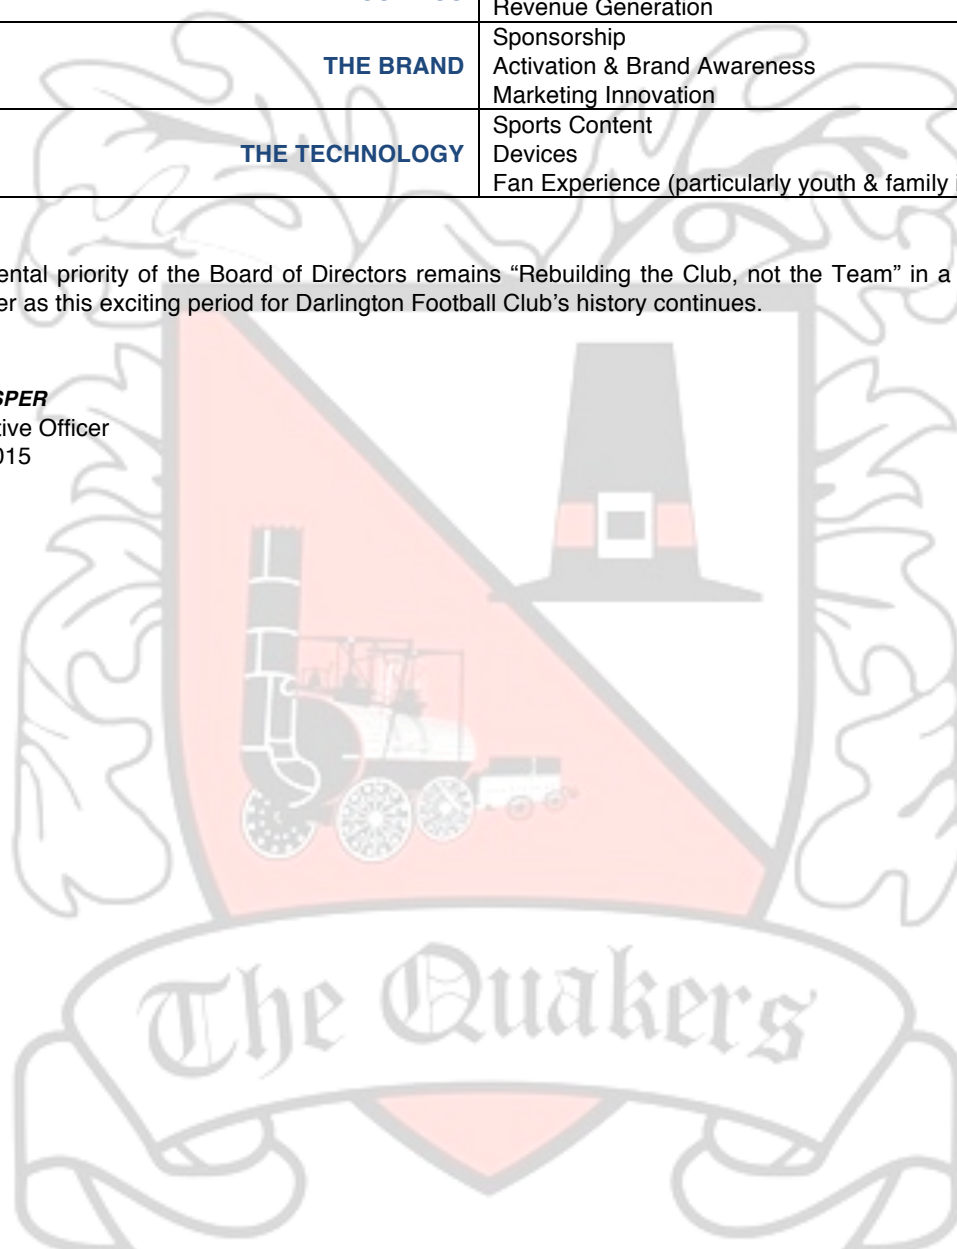 Revenue Generation
THE BRAND
Sponsorship
Activation & Brand Awareness
Marketing Innovation
THE TECHNOLOGY
Sports Content
Devices
Fan Experience (particularly youth & family
ental priority of the Board of Directors remains “Rebuilding the Club, not the Team” in a
er as this exciting period for Darlington Football Club’s history continues.
SPER
tive Officer
015
The Quakers